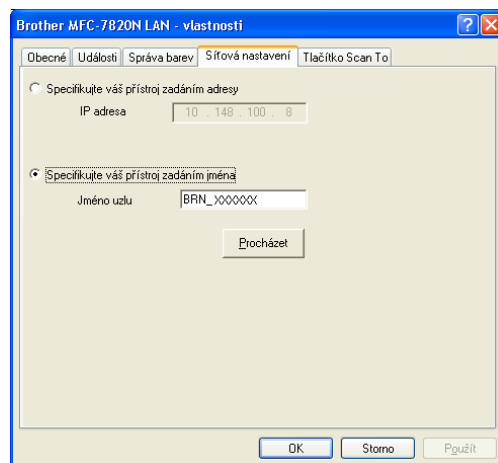 Brother MFC-7820N LAN - vlastnosti
Obecné Události Správa barev Síťová nastavení Tlačítko Scan To
Specifikujte váš přístroj zadáním adresy
IP adresa 10 . 148 . 100 . 8
Specifikujte váš přístroj zadáním jména
Jméno uzlu BRN_XXXXXX
Procházet
OK Storno Použít